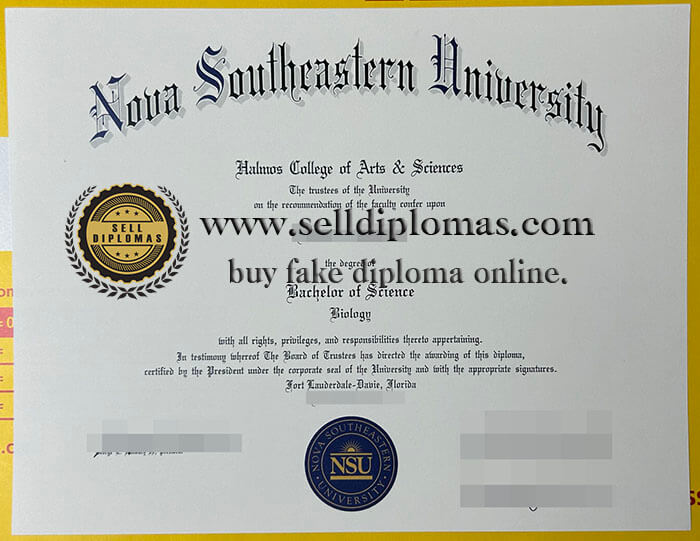 Nova Southeastern University
Halmos College of Arts & Sciences
The trustees of the University
on the recommendation of the faculty confer upon
SELL
DIPLOMAS
www.selldiplomas.com
the degree of
buy fake diploma online.
Bachelor of Science
Biology
with all rights, privileges, and responsibilities thereto appertaining.
In testimony whereof The Board of Trustees has directed the awarding of this diploma,
certified by the President under the corporate seal of the University and with the appropriate signatures.
Fort Lauderdale-Davie, Florida
NOVA SOUTHEASTERN
NSU
UNIVERSITY